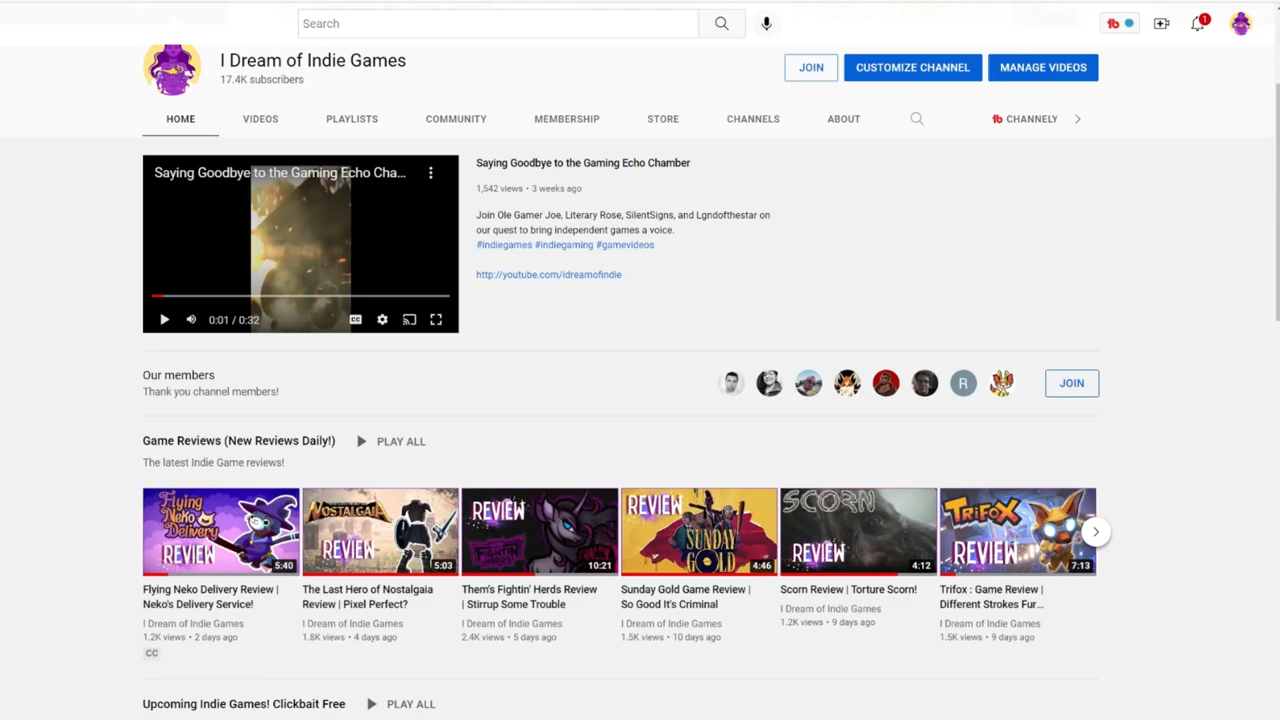 Search
tb
1
I Dream of Indie Games
17.4K subscribers
JOIN
CUSTOMIZE CHANNEL
MANAGE VIDEOS
HOME
VIDEOS
PLAYLISTS
COMMUNITY
MEMBERSHIP
STORE
CHANNELS
ABOUT
tb CHANNELY
Saying Goodbye to the Gaming Echo Cha...
0:01 / 0:32
CC
Saying Goodbye to the Gaming Echo Chamber
1,542 views • 3 weeks ago
Join Ole Gamer Joe, Literary Rose, SilentSigns, and Lgndofthestar on
our quest to bring independent games a voice.
#indiegames #indiegaming #gamevideos
http://youtube.com/idreamofindie
Our members
Thank you channel members!
R
JOIN
Game Reviews (New Reviews Daily!)
PLAY ALL
The latest Indie Game reviews!
Flying
Neko
Delivery
REVIEW
5:40
Flying Neko Delivery Review |
Neko's Delivery Service!
I Dream of Indie Games
1.2K views • 2 days ago
CC
NOSTALGAIA
REVIEW
5:03
The Last Hero of Nostalgaia
Review | Pixel Perfect?
I Dream of Indie Games
1.8K views • 4 days ago
REVIEW
FIGHTIN'
HERDS
10:21
Them's Fightin' Herds Review
| Stirrup Some Trouble
I Dream of Indie Games
2.4K views • 5 days ago
REVIEW
SUNDAY
GOLD
4:46
Sunday Gold Game Review |
So Good It's Criminal
I Dream of Indie Games
1.5K views • 10 days ago
SCORN
REVIEW
4:12
Scorn Review | Torture Scorn!
I Dream of Indie Games
1.2K views • 9 days ago
TRIFOX
REVIEW
7:13
Trifox : Game Review |
Different Strokes Fur...
I Dream of Indie Games
1.5K views • 9 days ago
Upcoming Indie Games! Clickbait Free
PLAY ALL